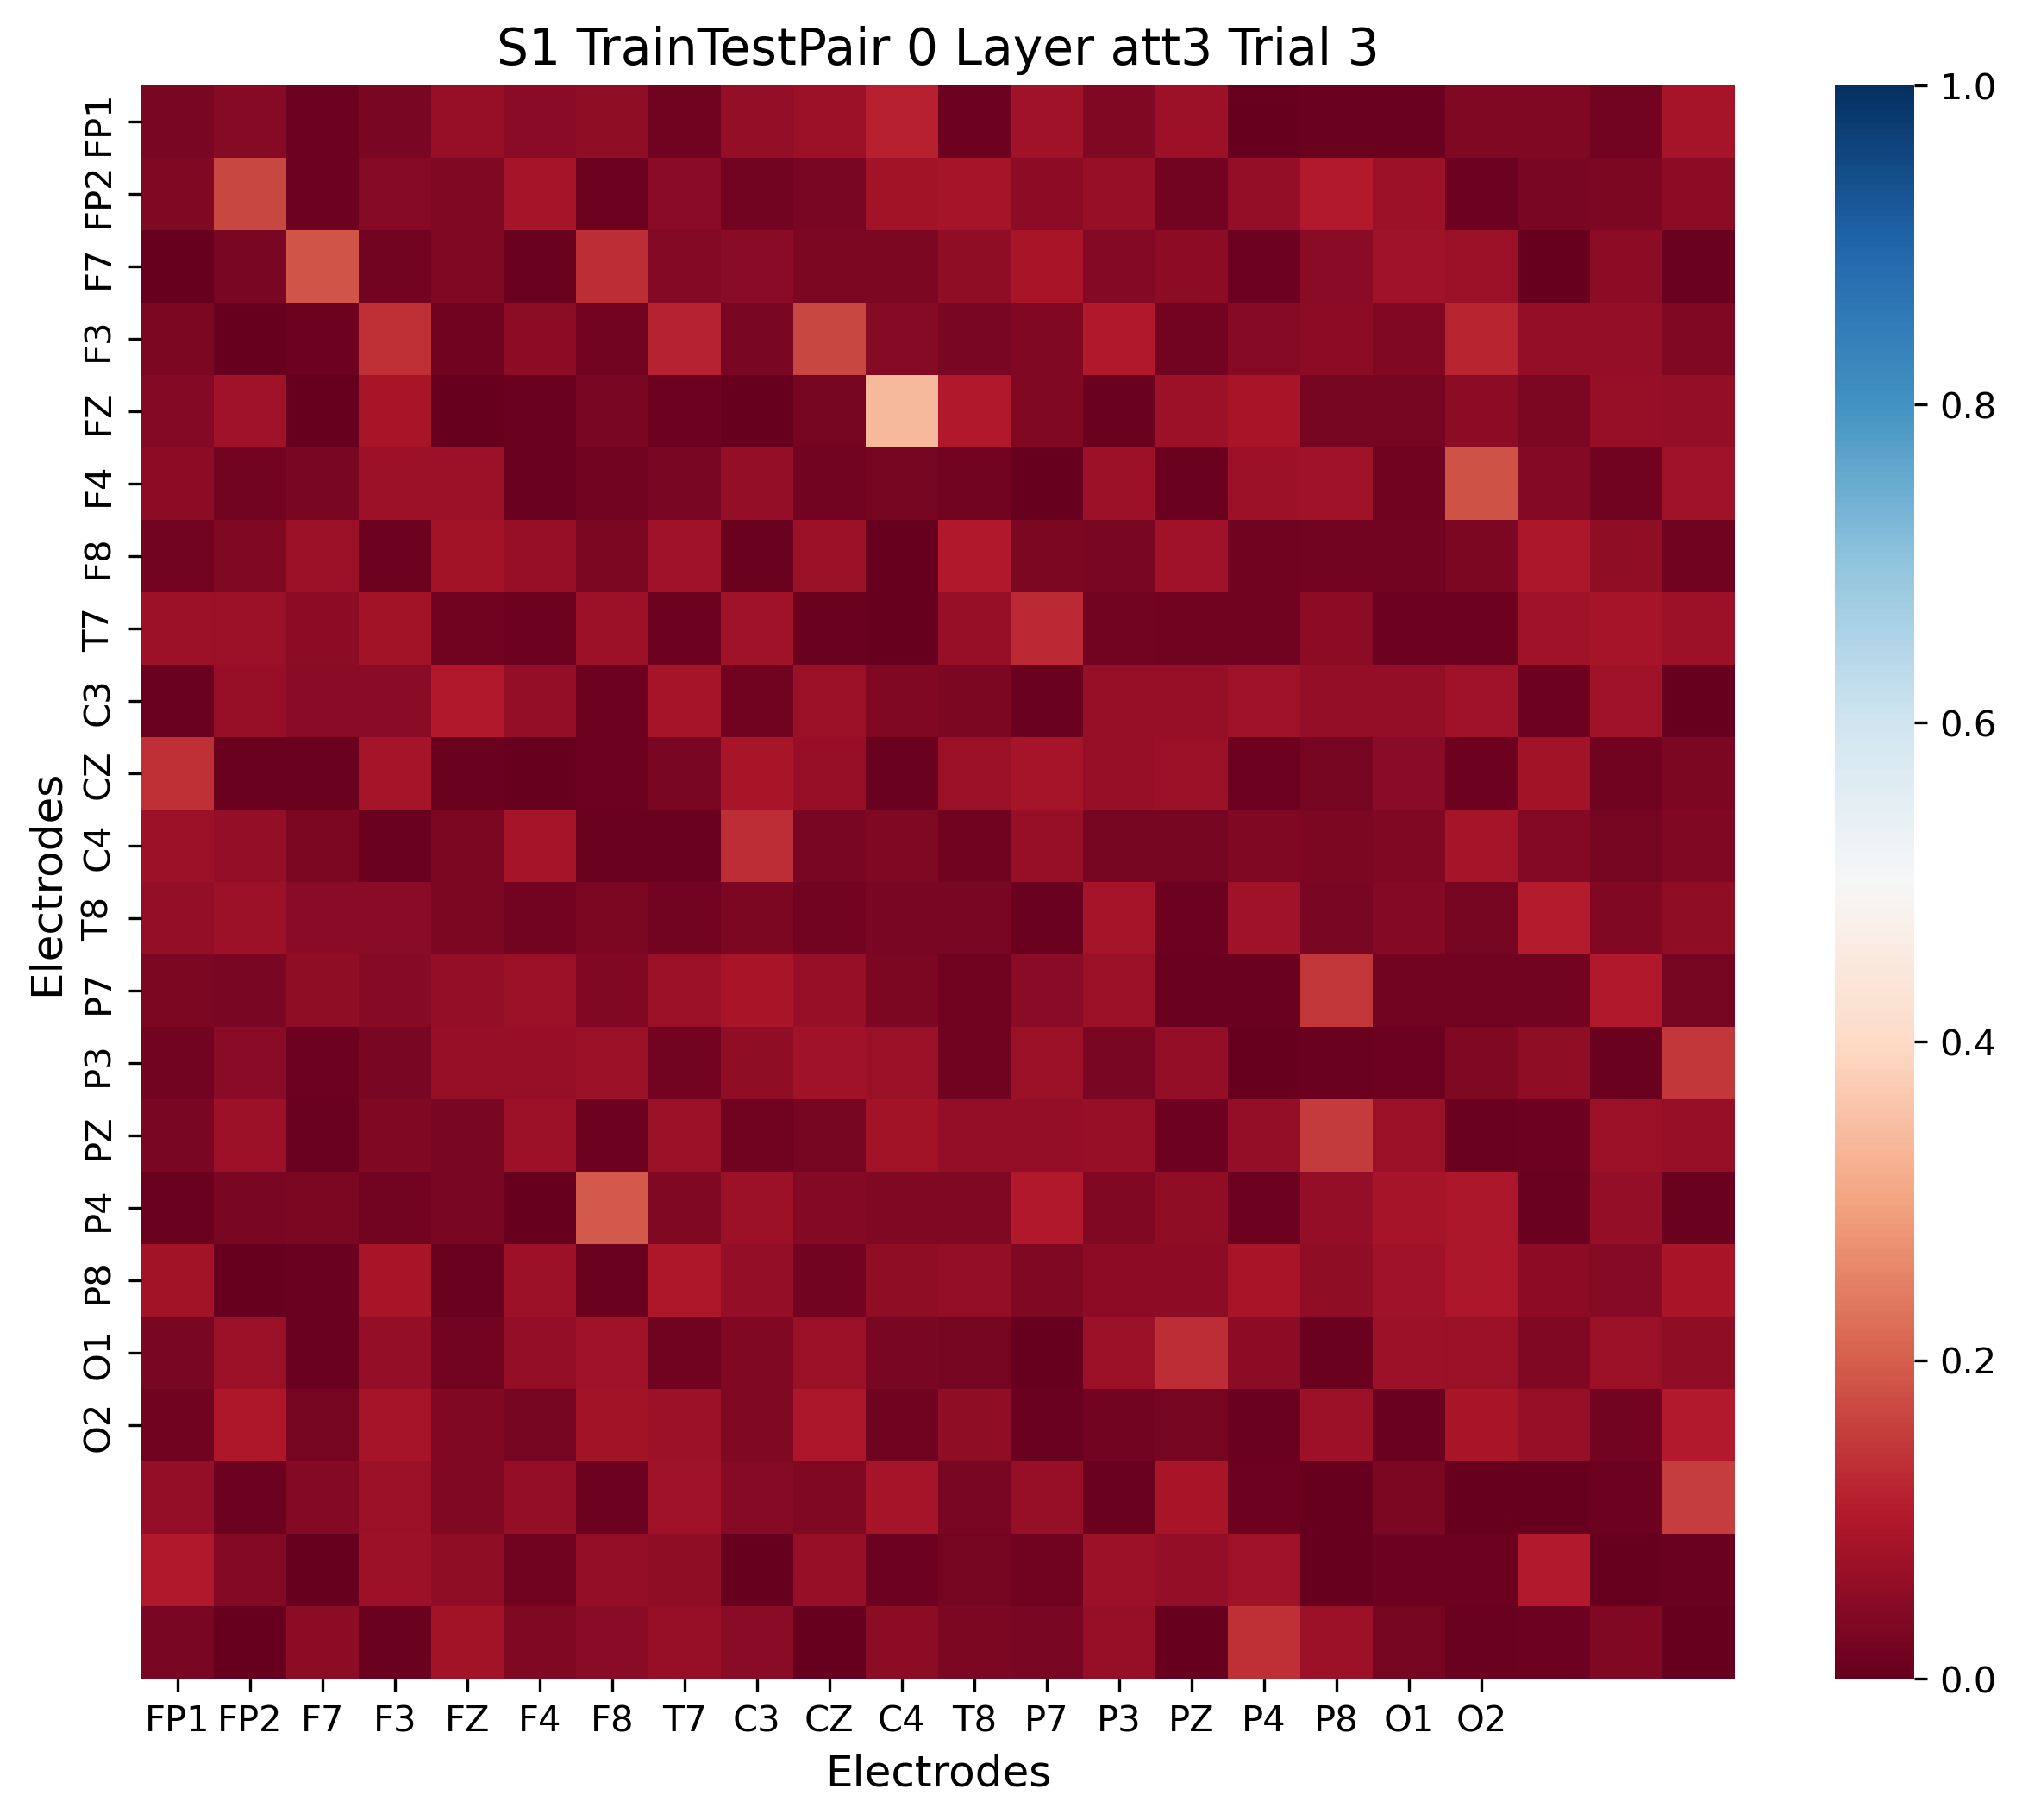 S1 TrainTestPair 0 Layer att3 Trial 3
Electrodes
FP1
FP2
F7
F3
FZ
F4
F8
T7
C3
CZ
C4
T8
P7
P3
PZ
P4
P8
O1
O2
FP1 FP2 F7 F3 FZ F4 F8 T7 C3 CZ C4 T8 P7 P3 PZ P4 P8 O1 O2
Electrodes
1.0
0.8
0.6
0.4
0.2
0.0